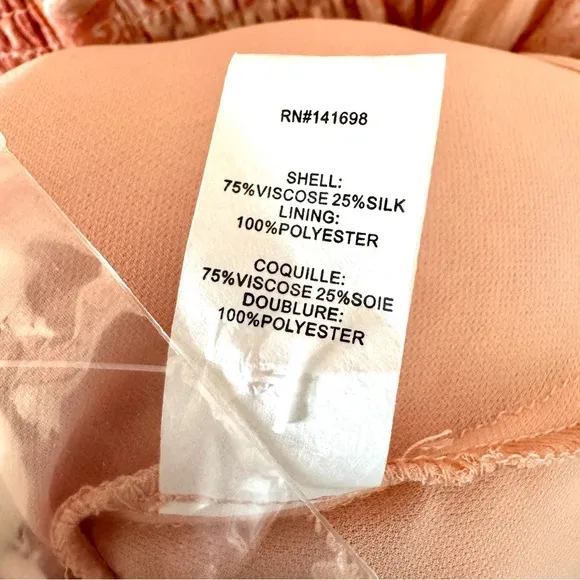 RN#141698
SHELL:
75%VISCOSE 25%SILK
LINING:
100%POLYESTER
COQUILLE:
75%VISCOSE 25%SOIE
DOUBLURE:
100%POLYESTER